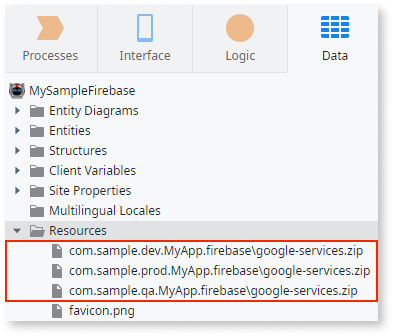 Processes
Interface
Logic
Data
MySampleFirebase
Entity Diagrams
Entities
Structures
Client Variables
Site Properties
Multilingual Locales
Resources
com.sample.dev.MyApp.firebase\google-services.zip
com.sample.prod.MyApp.firebase\google-services.zip
com.sample.qa.MyApp.firebase\google-services.zip
favicon.png